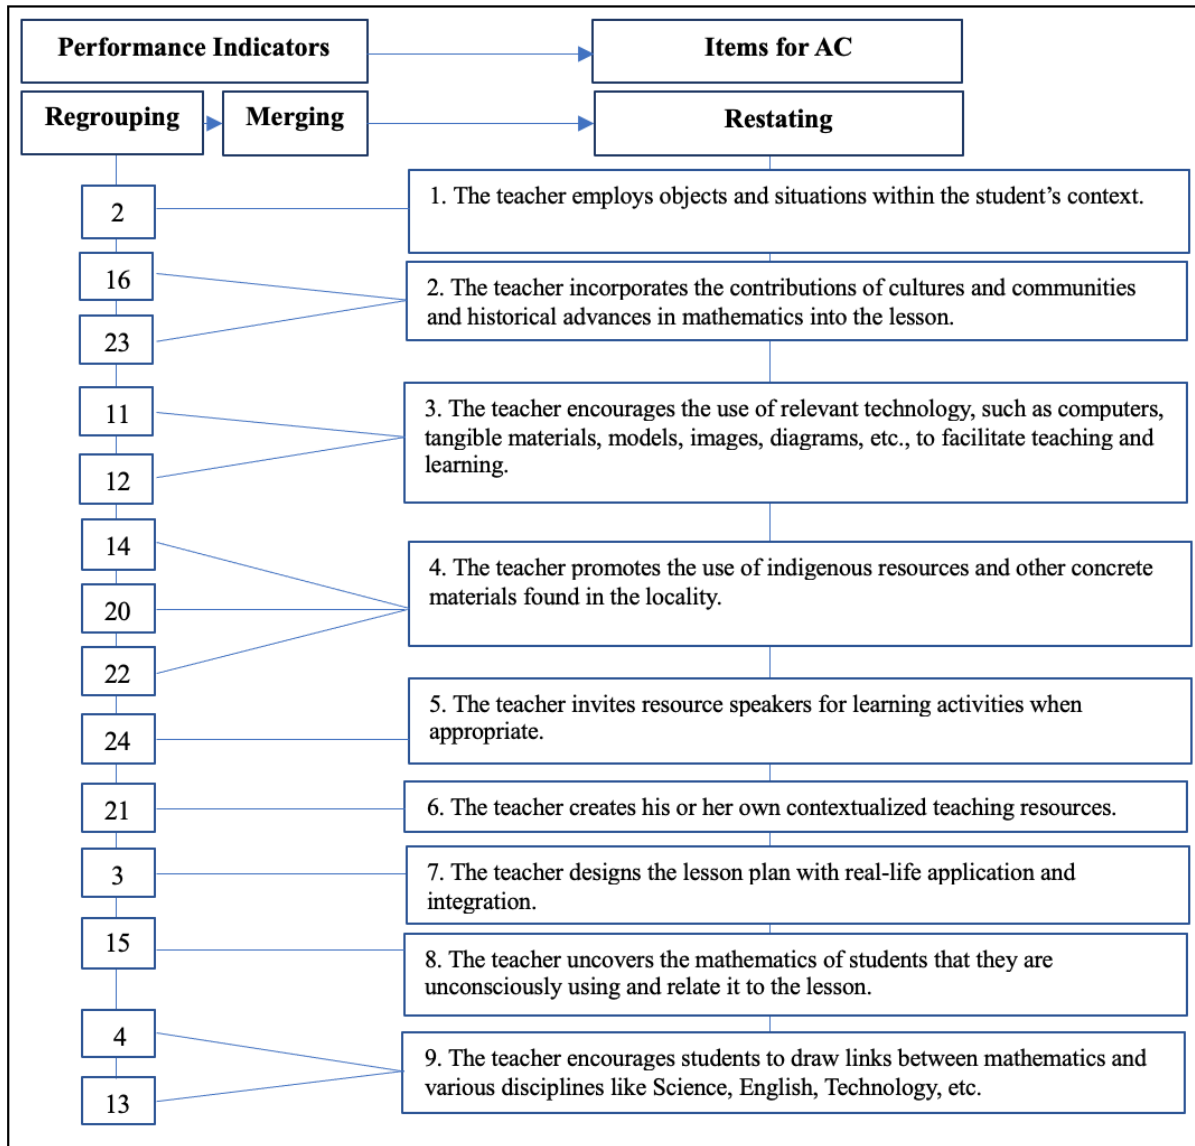 Performance Indicators
Items for AC
Regrouping
Merging
Restating
2
1. The teacher employs objects and situations within the student’s context.
16
23
2. The teacher incorporates the contributions of cultures and communities
and historical advances in mathematics into the lesson.
11
12
3. The teacher encourages the use of relevant technology, such as computers,
tangible materials, models, images, diagrams, etc., to facilitate teaching and
learning.
14
20
22
4. The teacher promotes the use of indigenous resources and other concrete
materials found in the locality.
24
5. The teacher invites resource speakers for learning activities when
appropriate.
21
6. The teacher creates his or her own contextualized teaching resources.
3
7. The teacher designs the lesson plan with real-life application and
integration.
15
8. The teacher uncovers the mathematics of students that they are
unconsciously using and relate it to the lesson.
4
13
9. The teacher encourages students to draw links between mathematics and
various disciplines like Science, English, Technology, etc.